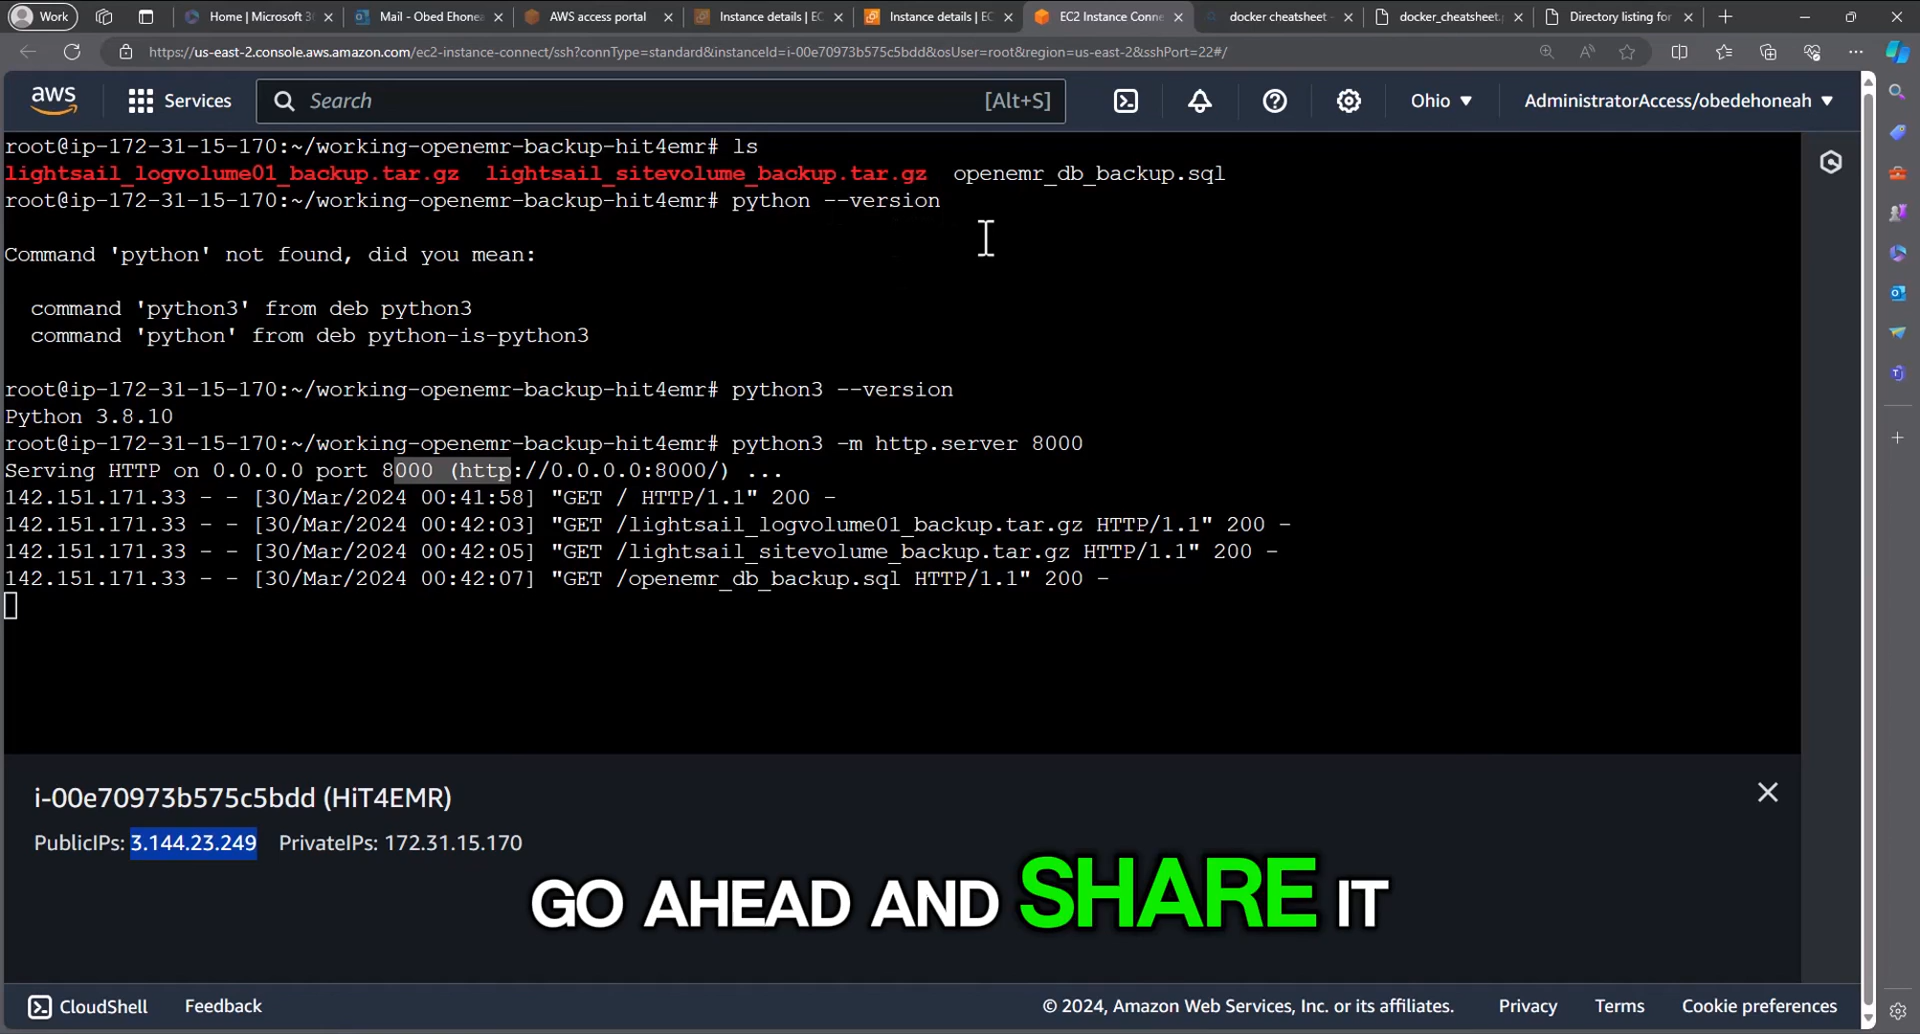 Work
Home | Microsoft 3
Mail - Obed Ehonea
AWS access portal
Instance details | EC
Instance details | EC
EC2 Instance Conne
docker cheatsheet -
docker_cheatsheet.
Directory listing for
https://us-east-2.console.aws.amazon.com/ec2-instance-connect/ssh?connType=standard&instanceId=i-00e70973b575c5bdd&osUser=root&region=us-east-2&sshPort=22#/
aws Services Search [Alt+S] Ohio AdministratorAccess/obedehoneah
root@ip-172-31-15-170:~/working-openemr-backup-hit4emr# ls
lightsail_logvolume01_backup.tar.gz lightsail_sitevolume_backup.tar.gz openemr_db_backup.sql
root@ip-172-31-15-170:~/working-openemr-backup-hit4emr# python --version
Command 'python' not found, did you mean:
command 'python3' from deb python3
command 'python' from deb python-is-python3
root@ip-172-31-15-170:~/working-openemr-backup-hit4emr# python3 --version
Python 3.8.10
root@ip-172-31-15-170:~/working-openemr-backup-hit4emr# python3 -m http.server 8000
Serving HTTP on 0.0.0.0 port 8000 (http://0.0.0.0:8000/) ...
142.151.171.33 - - [30/Mar/2024 00:41:58] "GET / HTTP/1.1" 200 -
142.151.171.33 - - [30/Mar/2024 00:42:03] "GET /lightsail_logvolume01_backup.tar.gz HTTP/1.1" 200 -
142.151.171.33 - - [30/Mar/2024 00:42:05] "GET /lightsail_sitevolume_backup.tar.gz HTTP/1.1" 200 -
142.151.171.33 - - [30/Mar/2024 00:42:07] "GET /openemr_db_backup.sql HTTP/1.1" 200 -
i-00e70973b575c5bdd (HiT4EMR)
PublicIPs: 3.144.23.249 PrivateIPs: 172.31.15.170
GO AHEAD AND SHARE IT
CloudShell Feedback © 2024, Amazon Web Services, Inc. or its affiliates. Privacy Terms Cookie preferences